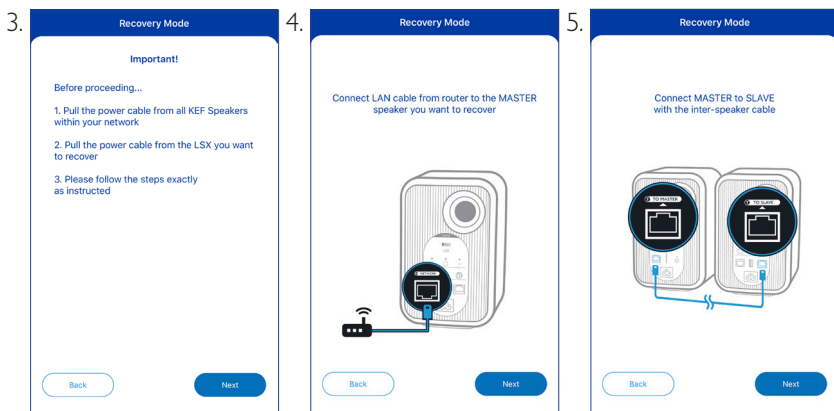 3.
Recovery Mode
Important!
Before proceeding...
1. Pull the power cable from all KEF Speakers
within your network
2. Pull the power cable from the LSX you want
to recover
3. Please follow the steps exactly
as instructed
Back
Next
4.
Recovery Mode
Connect LAN cable from router to the MASTER
speaker you want to recover
NETWORK
Back
Next
5.
Recovery Mode
Connect MASTER to SLAVE
with the inter-speaker cable
TO MASTER
TO SLAVE
Back
Next